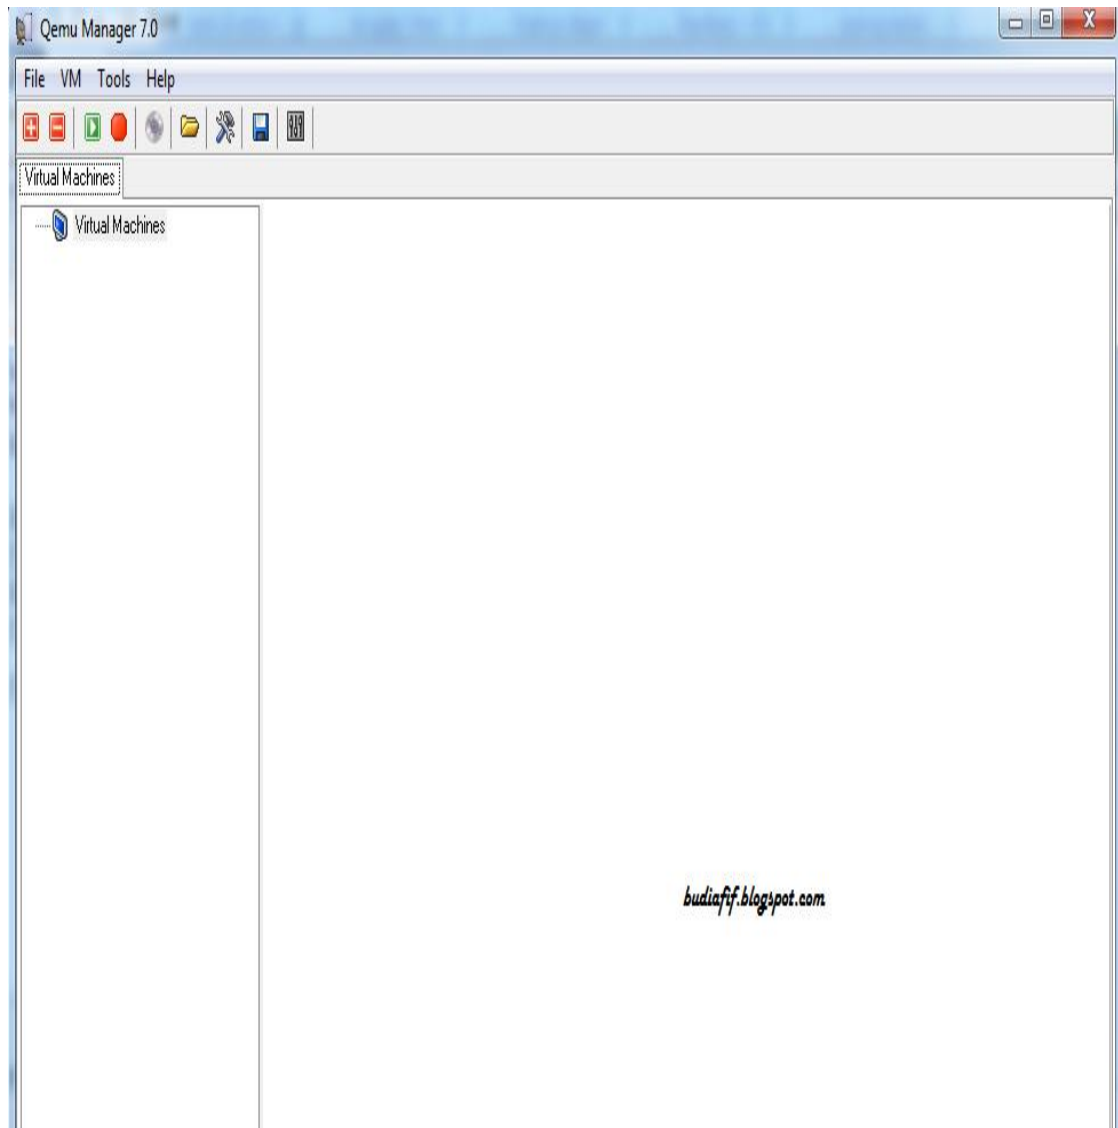 Qemu Manager 7.0
File VM Tools Help
Virtual Machines
Virtual Machines
budiafif.blogspot.com